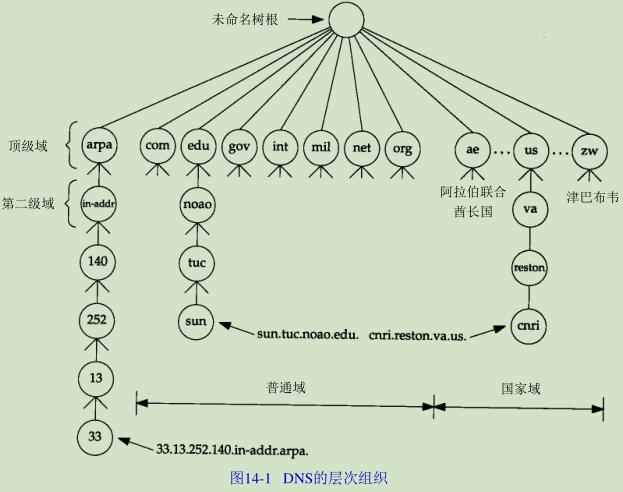 未命名树根
顶级域
arpa
com
edu
gov
int
mil
net
org
ae
...
us
...
zw
阿拉伯联合
酋长国
津巴布韦
第二级域
in-addr
noao
va
140
tuc
reston
252
sun
sun.tuc.noao.edu.
cnri.reston.va.us.
cnri
13
普通域
国家域
33
33.13.252.140.in-addr.arpa.
图14-1 DNS的层次组织